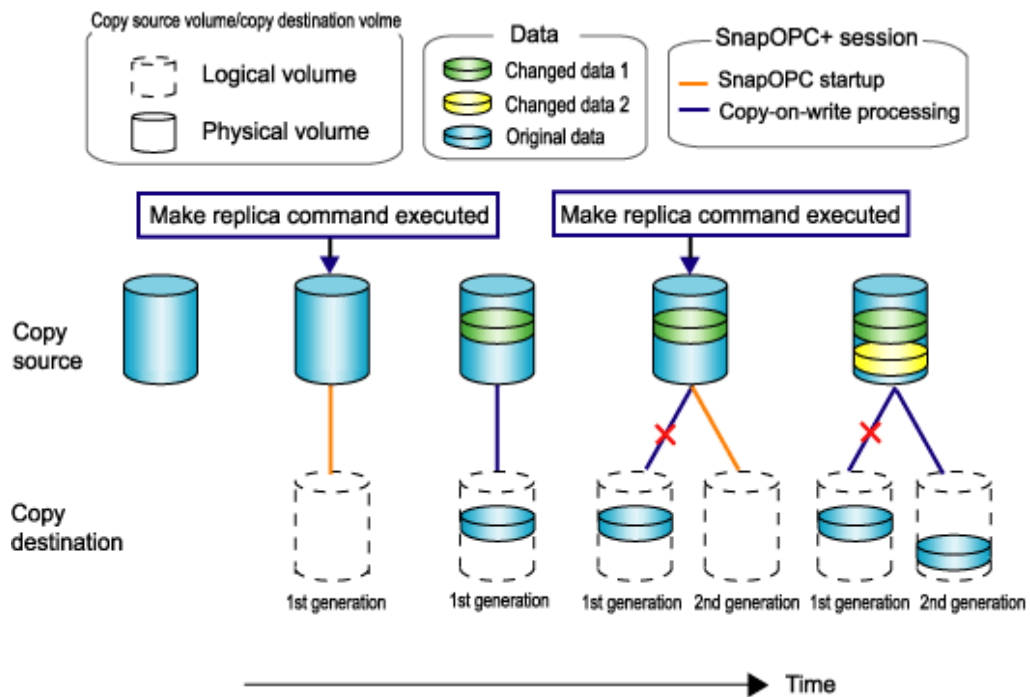 Copy source volume/copy destination volme
Logical volume
Physical volume
Data
Changed data 1
Changed data 2
Original data
SnapOPC+ session
SnapOPC startup
Copy-on-write processing
Make replica command executed
Make replica command executed
Copy
source
Copy
destination
1st generation
1st generation
1st generation
2nd generation
1st generation
2nd generation
Time